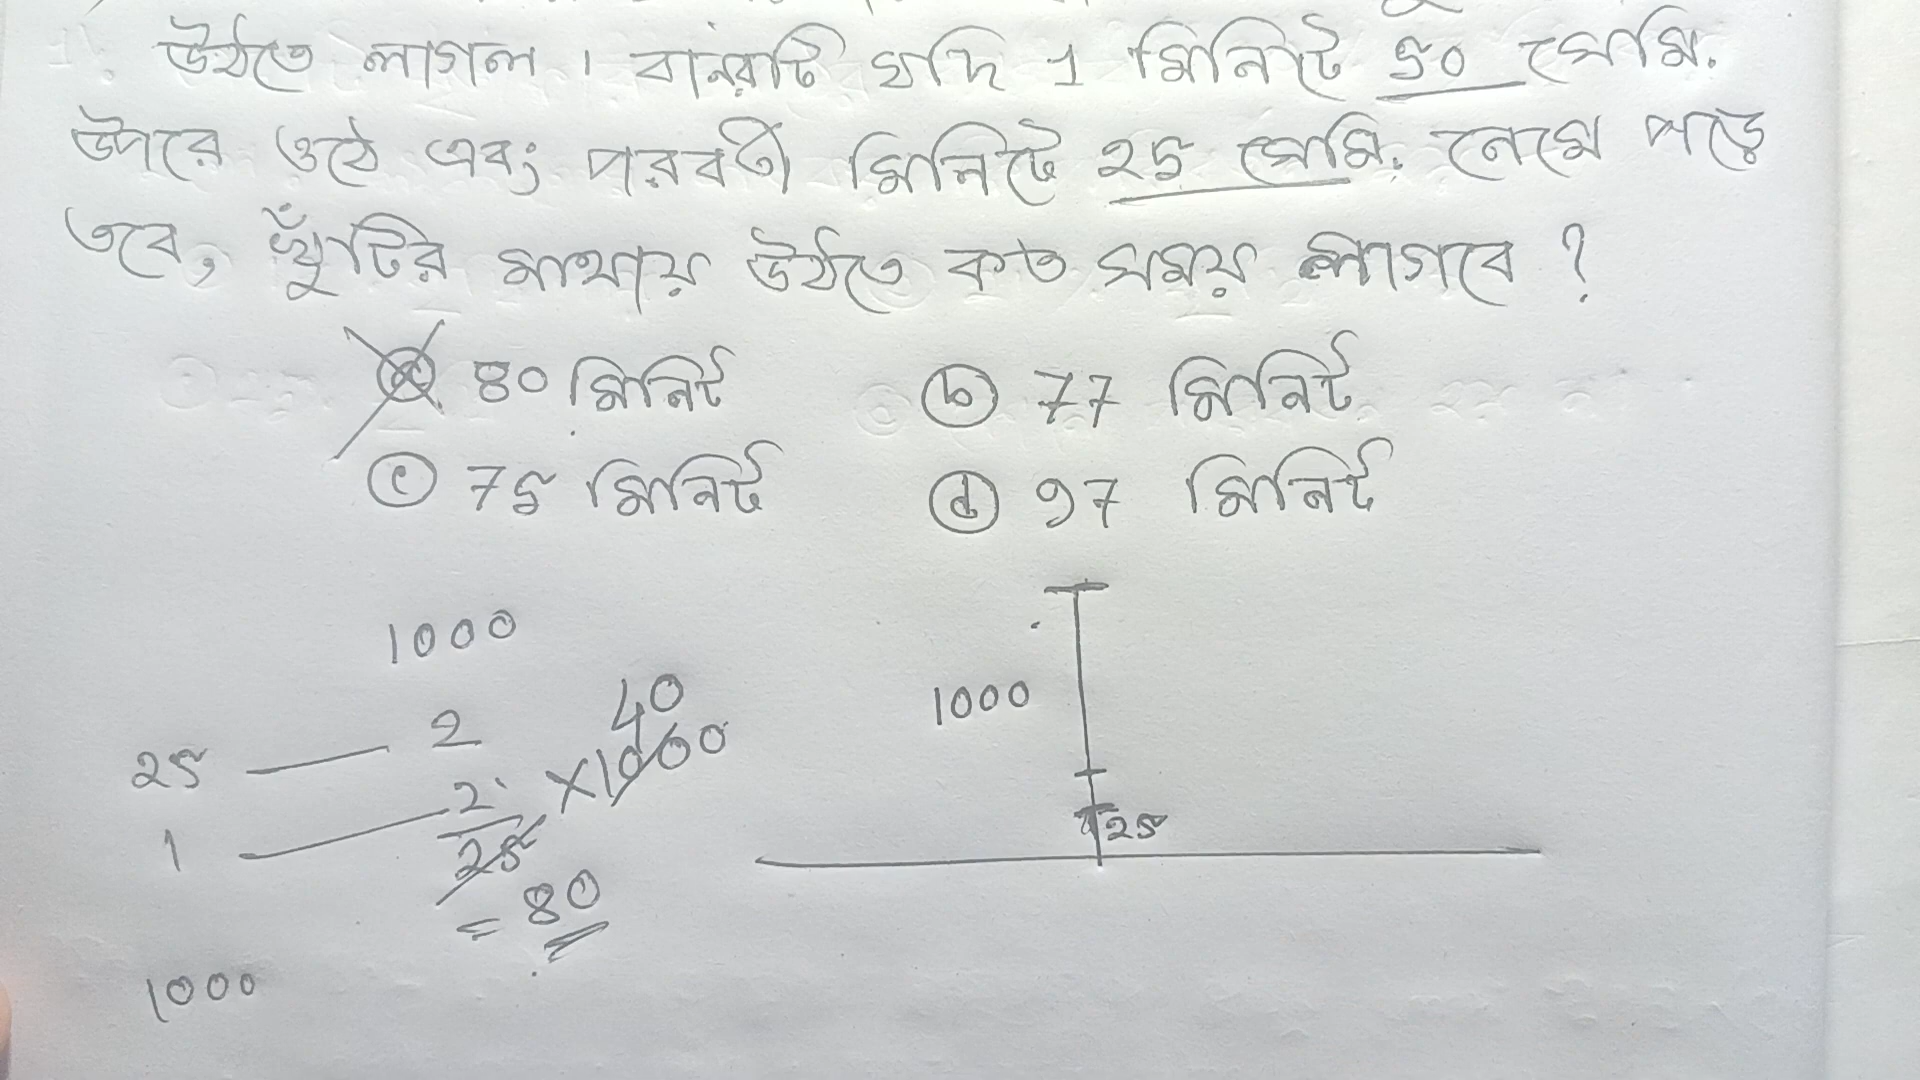 উঠতে লাগল । বানরটি যদি 1 মিনিটে 50 সেমি.
উপরে ওঠে এবং পরবর্তী মিনিটে 25 সেমি. নেমে পড়ে
তবে, খুঁটির মাথায় উঠতে কত সময় লাগবে ?
ⓐ 80 মিনিট ⓑ 77 মিনিট
ⓒ 75 মিনিট ⓓ 97 মিনিট
1000
25 — 2
1 — 2/25 × 1000 40
= 80
1000
1000
25